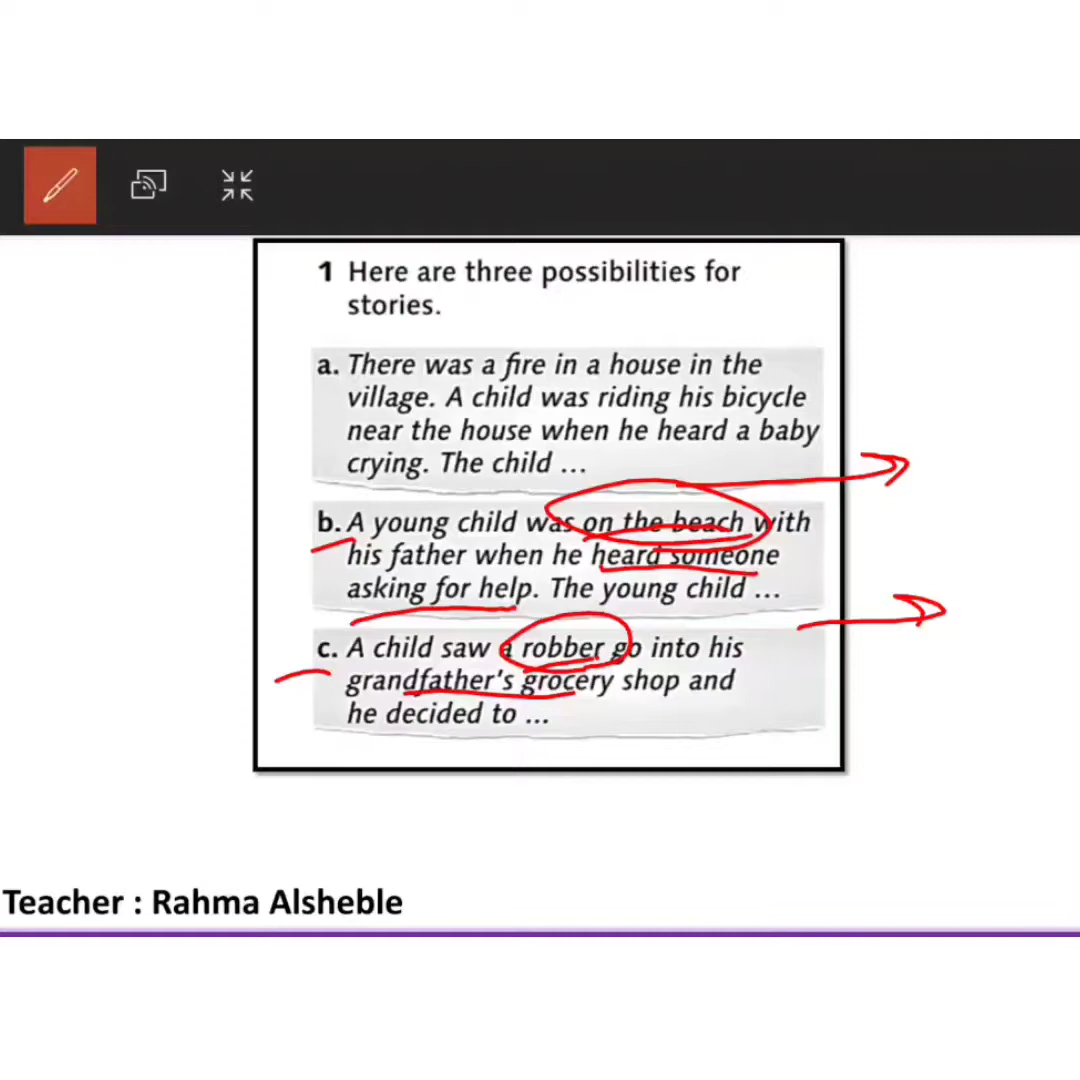 1 Here are three possibilities for
stories.
a. There was a fire in a house in the
village. A child was riding his bicycle
near the house when he heard a baby
crying. The child ...
b. A young child was on the beach with
his father when he heard someone
asking for help. The young child ...
c. A child saw a robber go into his
grandfather's grocery shop and
he decided to ...
Teacher : Rahma Alsheble